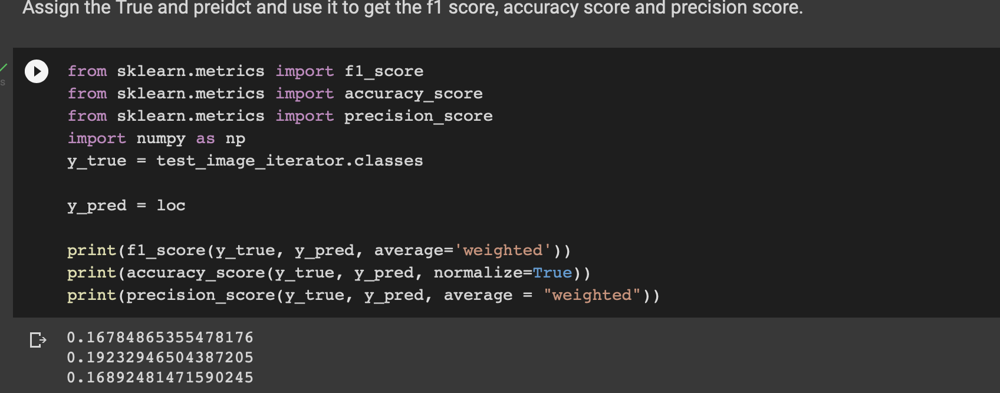 Assign the True and preidct and use it to get the f1 score, accuracy score and precision score.
s
from sklearn.metrics import f1_score
from sklearn.metrics import accuracy_score
from sklearn.metrics import precision_score
import numpy as np
y_true = test_image_iterator.classes
y_pred = loc
print(f1_score(y_true, y_pred, average='weighted'))
print(accuracy_score(y_true, y_pred, normalize=True))
print(precision_score(y_true, y_pred, average = "weighted"))
0.16784865355478176
0.19232946504387205
0.16892481471590245